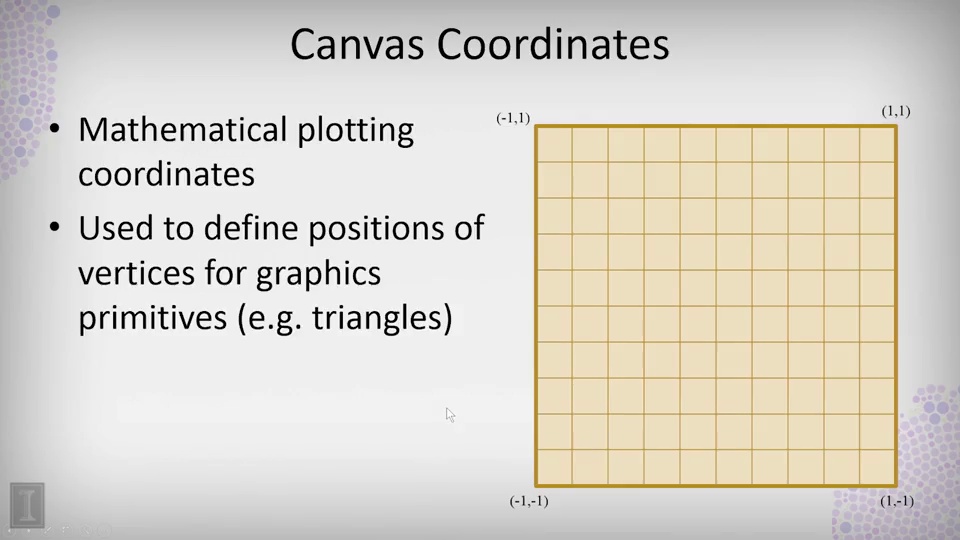 Canvas Coordinates
• Mathematical plotting
coordinates
• Used to define positions of
vertices for graphics
primitives (e.g. triangles)
(-1,1)
(1,1)
(-1,-1)
(1,-1)
I